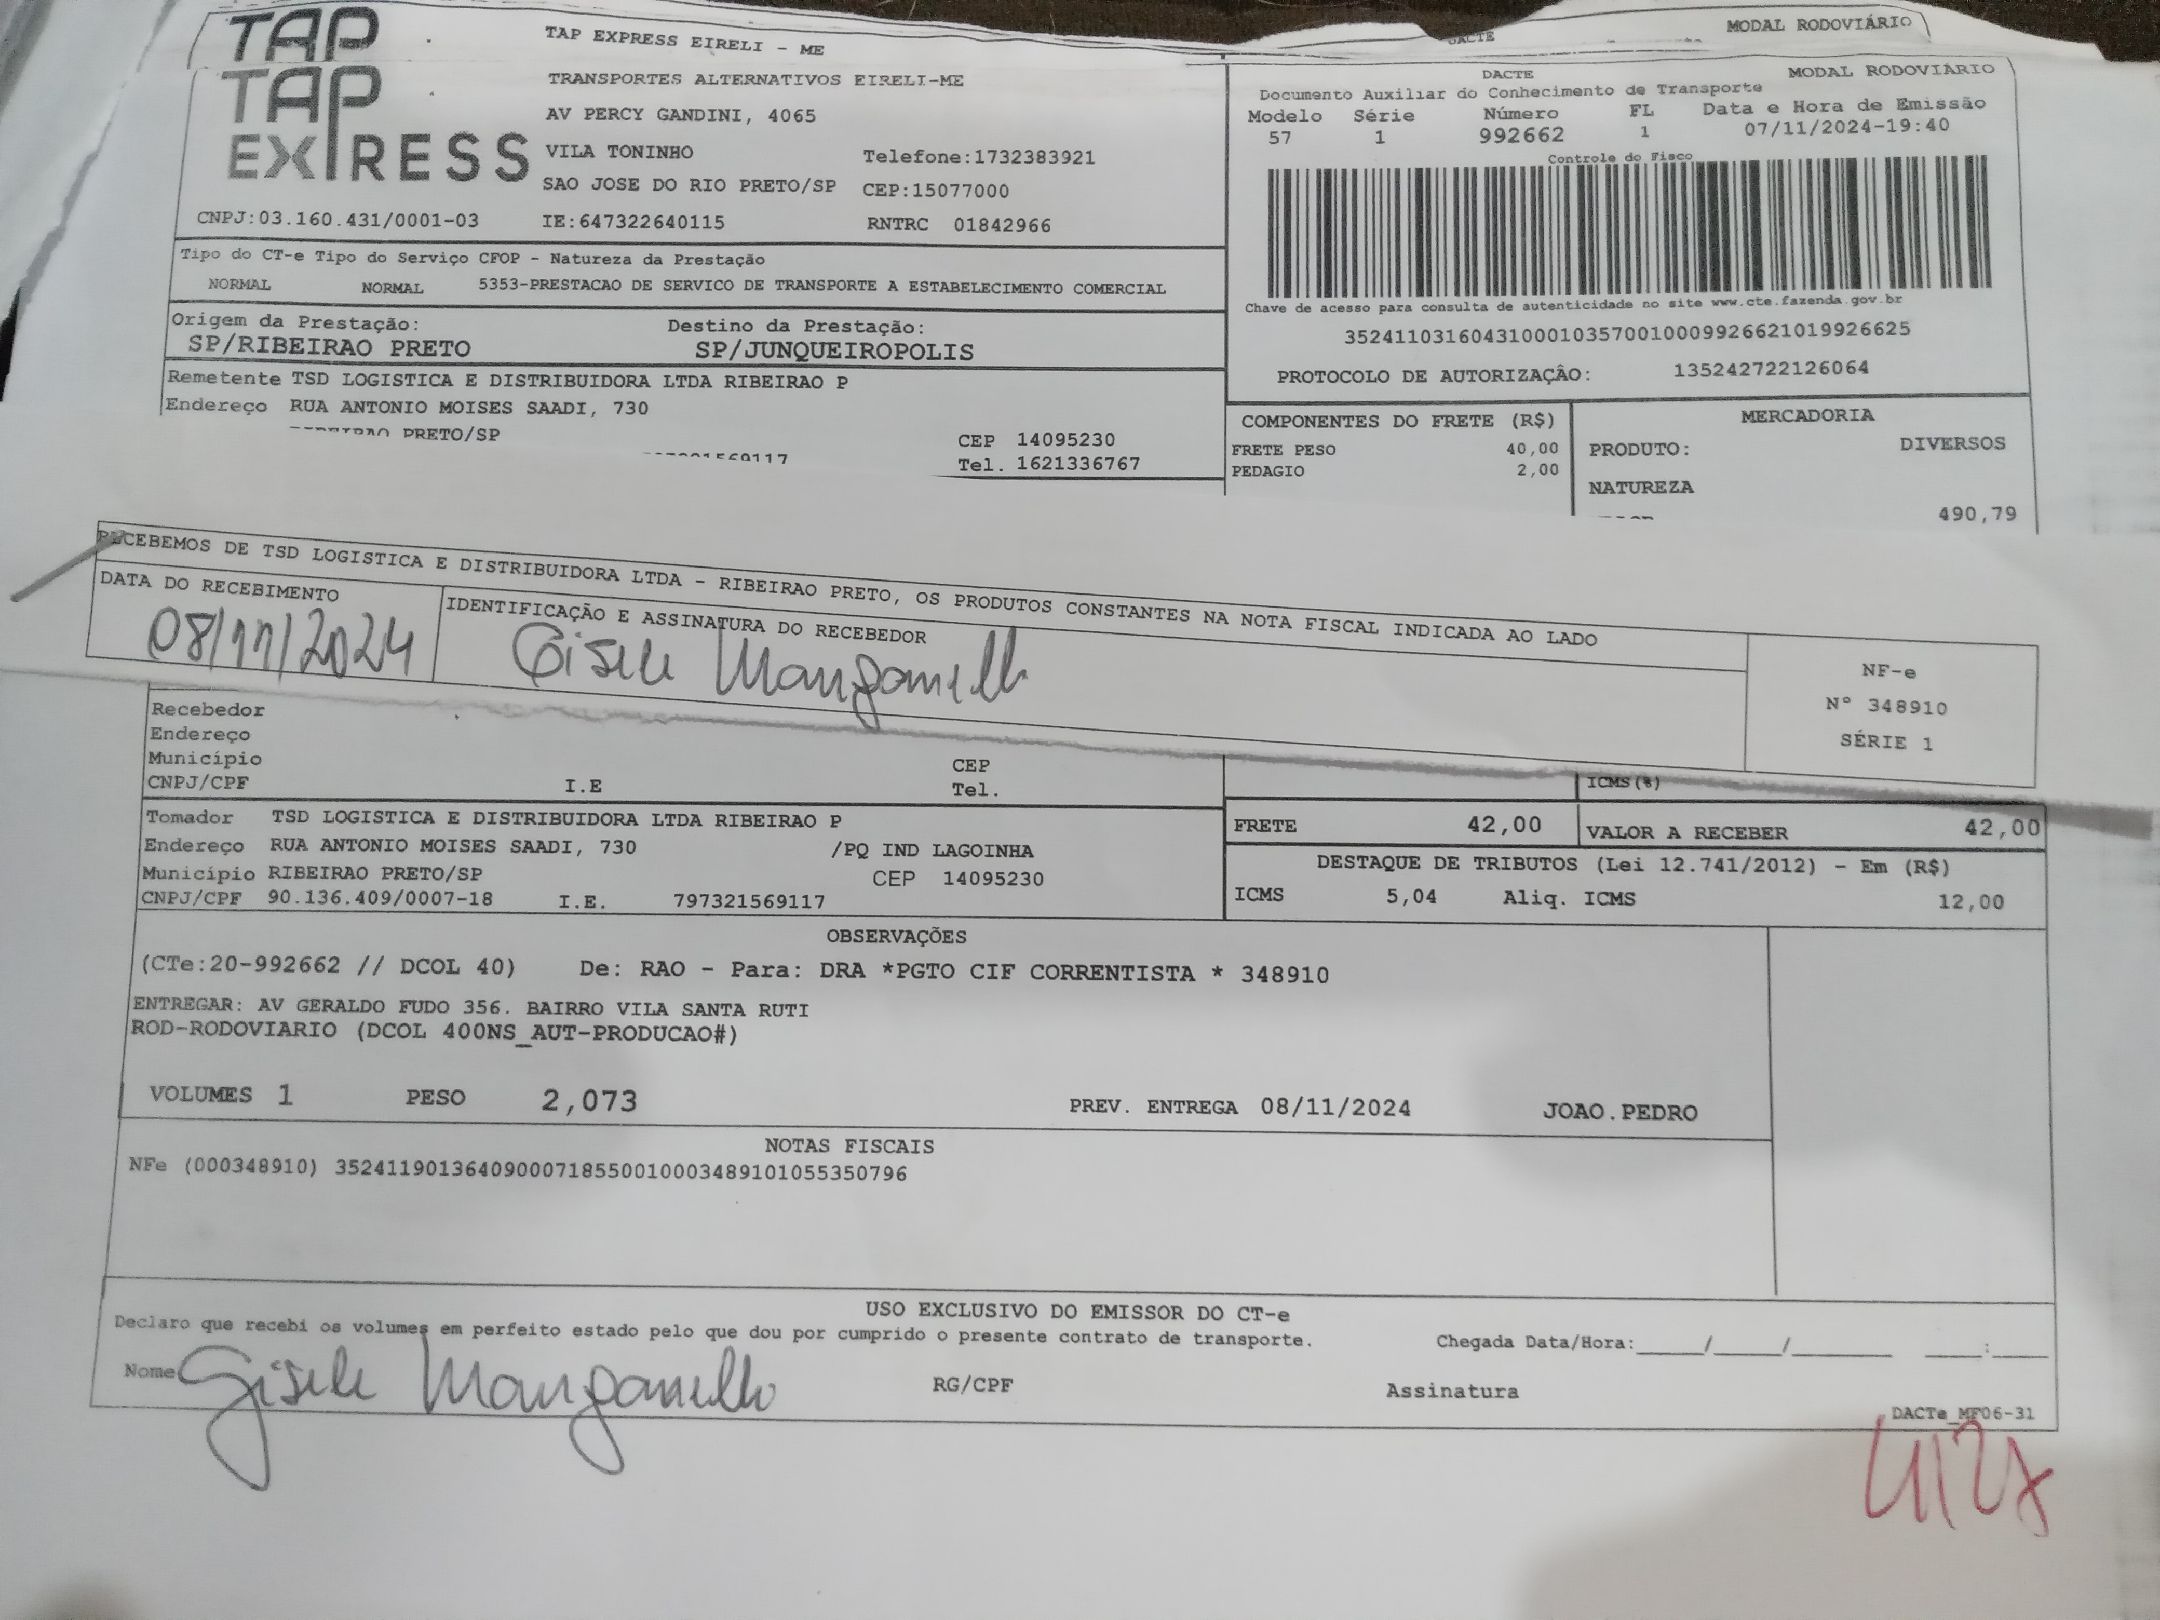 TAP
TAP EXPRESS EIRELI - ME
DACTE
MODAL RODOVIÁRIO
TAP
EXPRESS
TRANSPORTES ALTERNATIVOS EIRELI-ME
AV PERCY GANDINI, 4065
VILA TONINHO Telefone:1732383921
SAO JOSE DO RIO PRETO/SP CEP:15077000
CNPJ:03.160.431/0001-03 IE:647322640115 RNTRC 01842966
DACTE MODAL RODOVIÁRIO
Documento Auxiliar do Conhecimento de Transporte
Modelo Série Número FL Data e Hora de Emissão
57 1 992662 1 07/11/2024-19:40
Controle do Fisco
Chave de acesso para consulta de autenticidade no site www.cte.fazenda.gov.br
35241103160431000103570010009926621019926625
PROTOCOLO DE AUTORIZAÇÃO: 135242722126064
Tipo do CT-e Tipo do Serviço CFOP - Natureza da Prestação
NORMAL NORMAL 5353-PRESTACAO DE SERVICO DE TRANSPORTE A ESTABELECIMENTO COMERCIAL
Origem da Prestação: Destino da Prestação:
SP/RIBEIRAO PRETO SP/JUNQUEIROPOLIS
Remetente TSD LOGISTICA E DISTRIBUIDORA LTDA RIBEIRAO P
Endereço RUA ANTONIO MOISES SAADI, 730
PRETO/SP CEP 14095230
Tel. 1621336767
COMPONENTES DO FRETE (R$) MERCADORIA
FRETE PESO 40,00 PRODUTO: DIVERSOS
PEDAGIO 2,00
NATUREZA
490,79
RECEBEMOS DE TSD LOGISTICA E DISTRIBUIDORA LTDA - RIBEIRAO PRETO, OS PRODUTOS CONSTANTES NA NOTA FISCAL INDICADA AO LADO
DATA DO RECEBIMENTO IDENTIFICAÇÃO E ASSINATURA DO RECEBEDOR
08/11/2024 Gisele Manganelli
NF-e
Nº 348910
SÉRIE 1
Recebedor
Endereço
Município CEP
CNPJ/CPF I.E Tel.
ICMS(%)
Tomador TSD LOGISTICA E DISTRIBUIDORA LTDA RIBEIRAO P
Endereço RUA ANTONIO MOISES SAADI, 730 /PQ IND LAGOINHA
Município RIBEIRAO PRETO/SP CEP 14095230
CNPJ/CPF 90.136.409/0007-18 I.E. 797321569117
FRETE 42,00 VALOR A RECEBER 42,00
DESTAQUE DE TRIBUTOS (Lei 12.741/2012) - Em (R$)
ICMS 5,04 Aliq. ICMS 12,00
OBSERVAÇÕES
(CTe:20-992662 // DCOL 40) De: RAO - Para: DRA *PGTO CIF CORRENTISTA * 348910
ENTREGAR: AV GERALDO FUDO 356. BAIRRO VILA SANTA RUTI
ROD-RODOVIARIO (DCOL 400NS_AUT-PRODUCAO#)
VOLUMES 1 PESO 2,073 PREV. ENTREGA 08/11/2024 JOAO.PEDRO
NOTAS FISCAIS
NFe (000348910) 35241190136409000718550010003489101055350796
USO EXCLUSIVO DO EMISSOR DO CT-e
Declaro que recebi os volumes em perfeito estado pelo que dou por cumprido o presente contrato de transporte. Chegada Data/Hora:____/____/______ ____:____
Nome Gisele Manganello RG/CPF Assinatura
DACTe_MF06-31